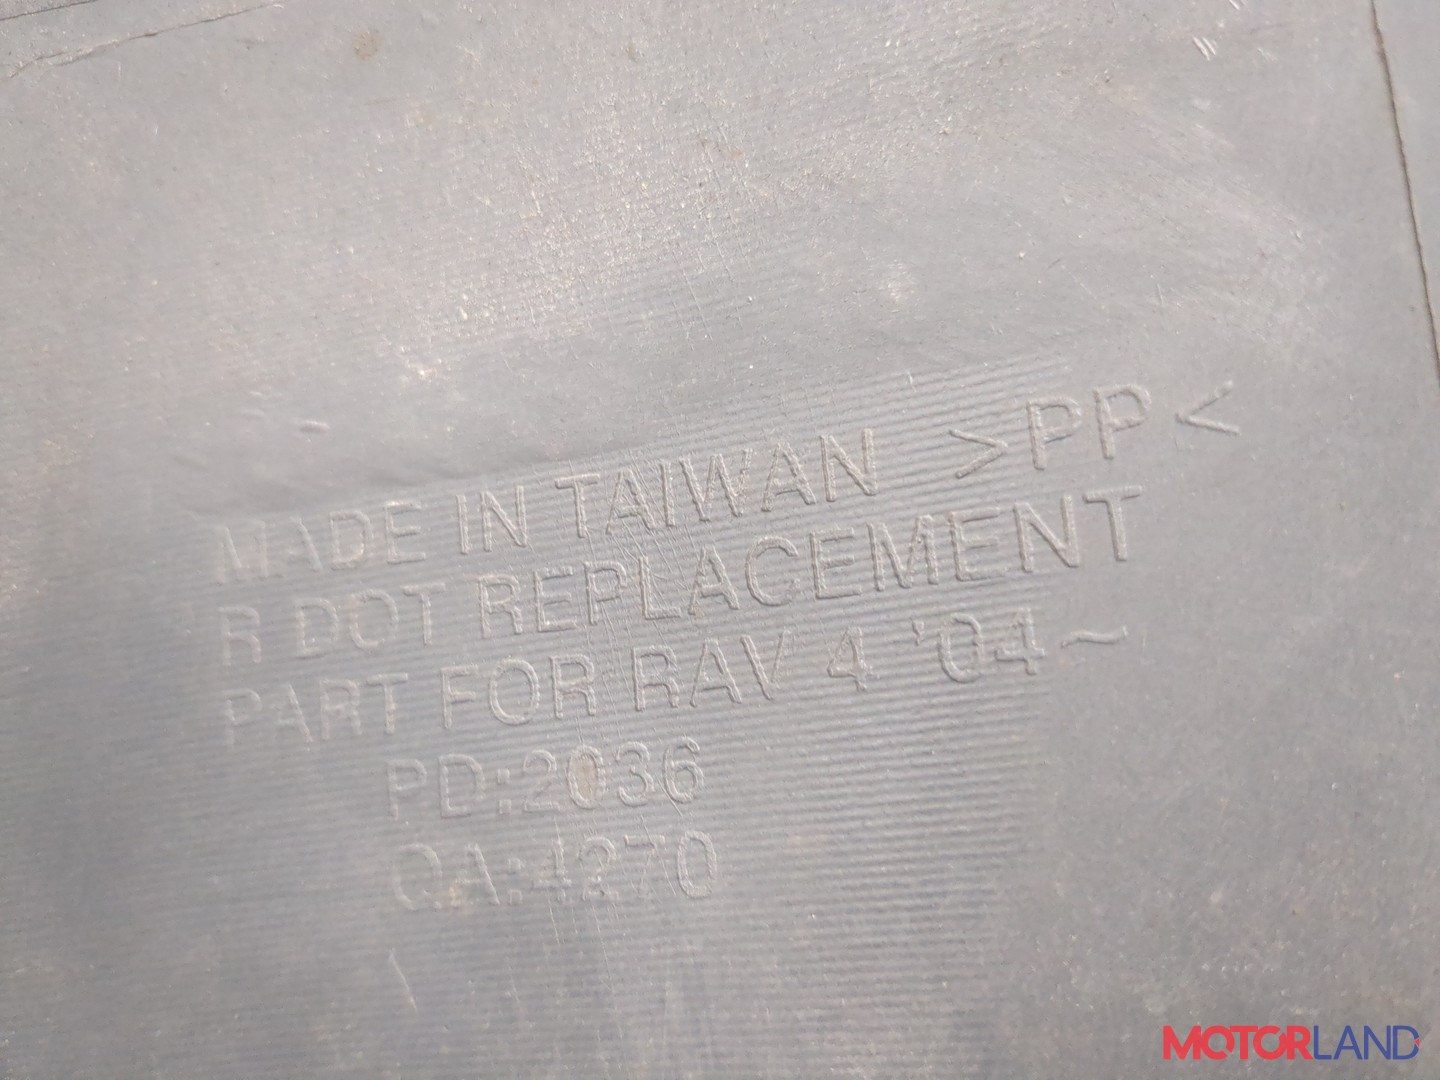 MADE IN TAIWAN >PP<
R DOT REPLACEMENT
PART FOR RAV 4 '04~
PD:2036
QA:4270
MOTORLAND